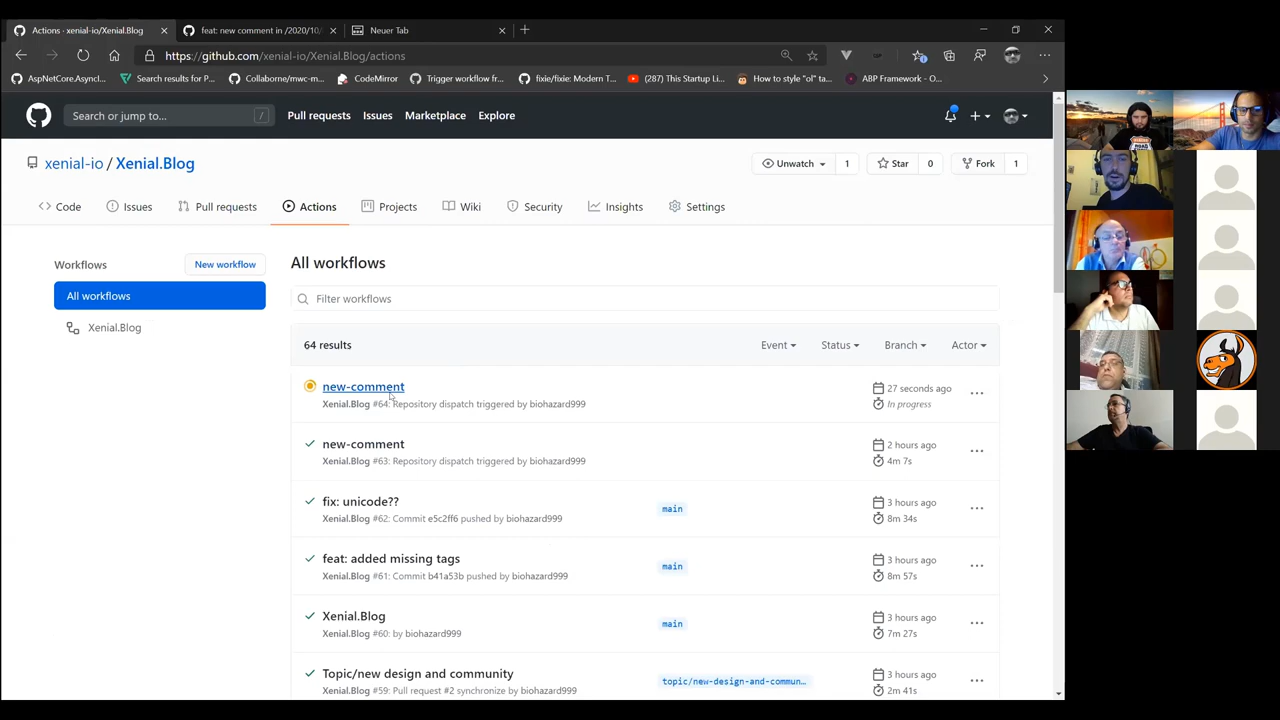 Actions · xenial-io/Xenial.Blog
feat: new comment in /2020/10/
Neuer Tab
https://github.com/xenial-io/Xenial.Blog/actions
AspNetCore.AsyncI...
Search results for P...
Collaborne/mwc-m...
CodeMirror
Trigger workflow fr...
fixie/fixie: Modern T...
(287) This Startup Li...
How to style "ol" ta...
ABP Framework - O...
Search or jump to...
/
Pull requests
Issues
Marketplace
Explore
xenial-io / Xenial.Blog
Unwatch
1
Star
0
Fork
1
Code
Issues
Pull requests
Actions
Projects
Wiki
Security
Insights
Settings
Workflows
New workflow
All workflows
Xenial.Blog
All workflows
Filter workflows
64 results
Event
Status
Branch
Actor
new-comment
27 seconds ago
Xenial.Blog #64: Repository dispatch triggered by biohazard999
In progress
new-comment
2 hours ago
Xenial.Blog #63: Repository dispatch triggered by biohazard999
4m 7s
fix: unicode??
main
3 hours ago
Xenial.Blog #62: Commit e5c2ff6 pushed by biohazard999
8m 34s
feat: added missing tags
main
3 hours ago
Xenial.Blog #61: Commit b41a53b pushed by biohazard999
8m 57s
Xenial.Blog
main
3 hours ago
Xenial.Blog #60: by biohazard999
7m 27s
Topic/new design and community
topic/new-design-and-commun...
3 hours ago
Xenial.Blog #59: Pull request #2 synchronize by biohazard999
2m 41s